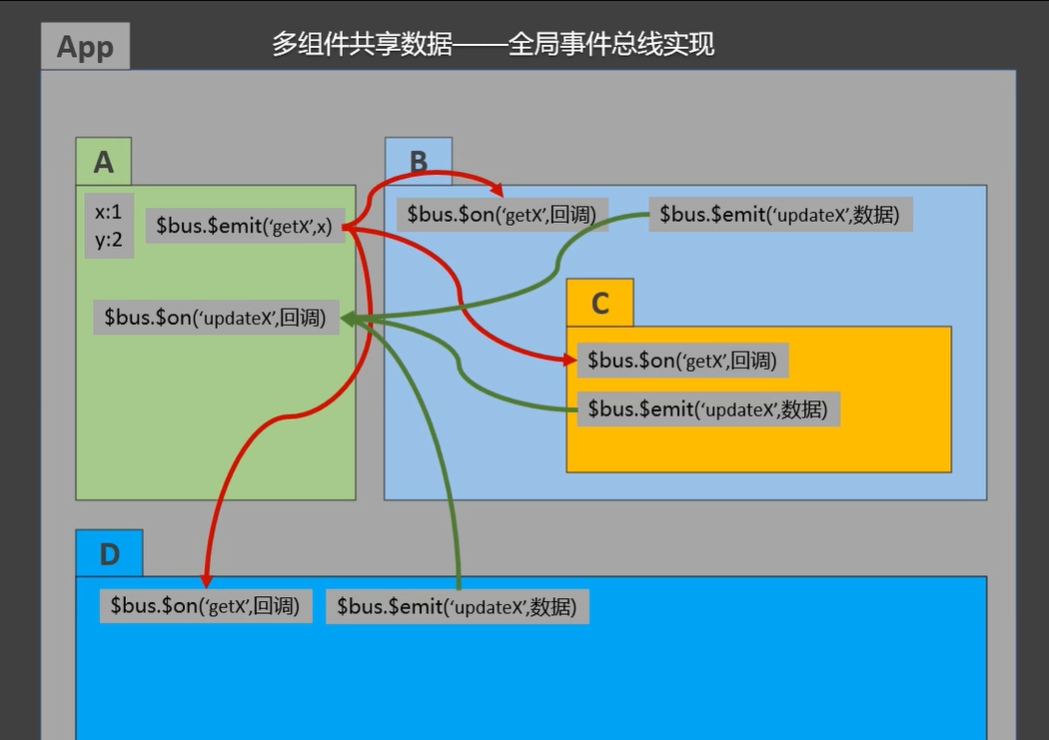 App
多组件共享数据——全局事件总线实现
A
x:1
y:2
$bus.$emit(‘getX’,x)
$bus.$on(‘updateX’,回调)
B
$bus.$on(‘getX’,回调)
$bus.$emit(‘updateX’,数据)
C
$bus.$on(‘getX’,回调)
$bus.$emit(‘updateX’,数据)
D
$bus.$on(‘getX’,回调)
$bus.$emit(‘updateX’,数据)